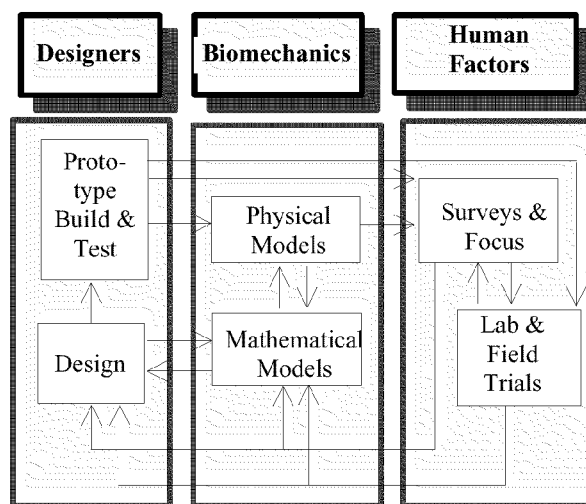 Designers
Biomechanics
Human
Factors
Proto-
type
Build &
Test
Physical
Models
Surveys &
Focus
Design
Mathematical
Models
Lab &
Field
Trials